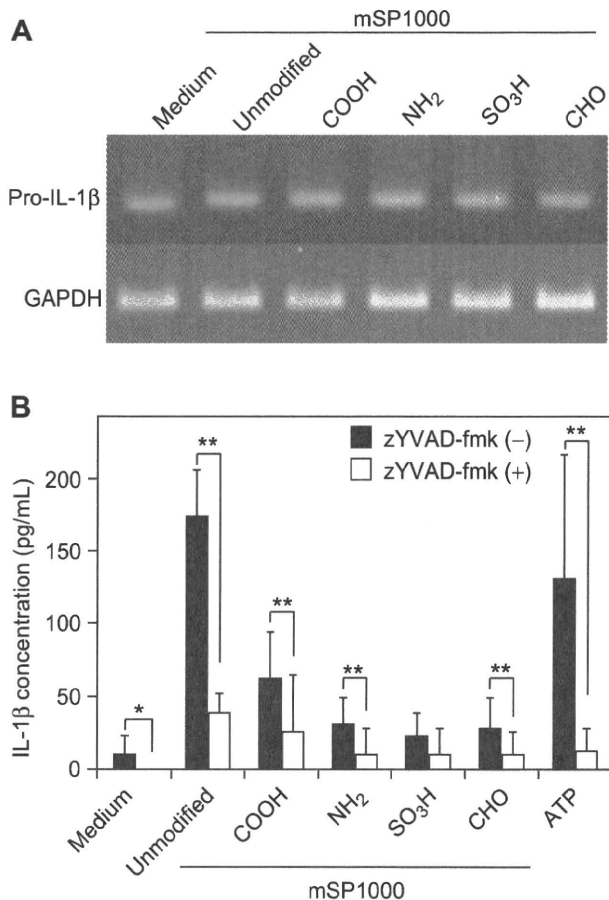 A
mSP1000
Medium
Unmodified
COOH
NH₂
SO₃H
CHO
Pro-IL-1β
GAPDH
B
zYVAD-fmk (−)
zYVAD-fmk (+)
IL-1β concentration (pg/mL)
200
150
100
50
0
*
**
**
**
**
**
Medium
Unmodified
COOH
NH₂
SO₃H
CHO
ATP
mSP1000